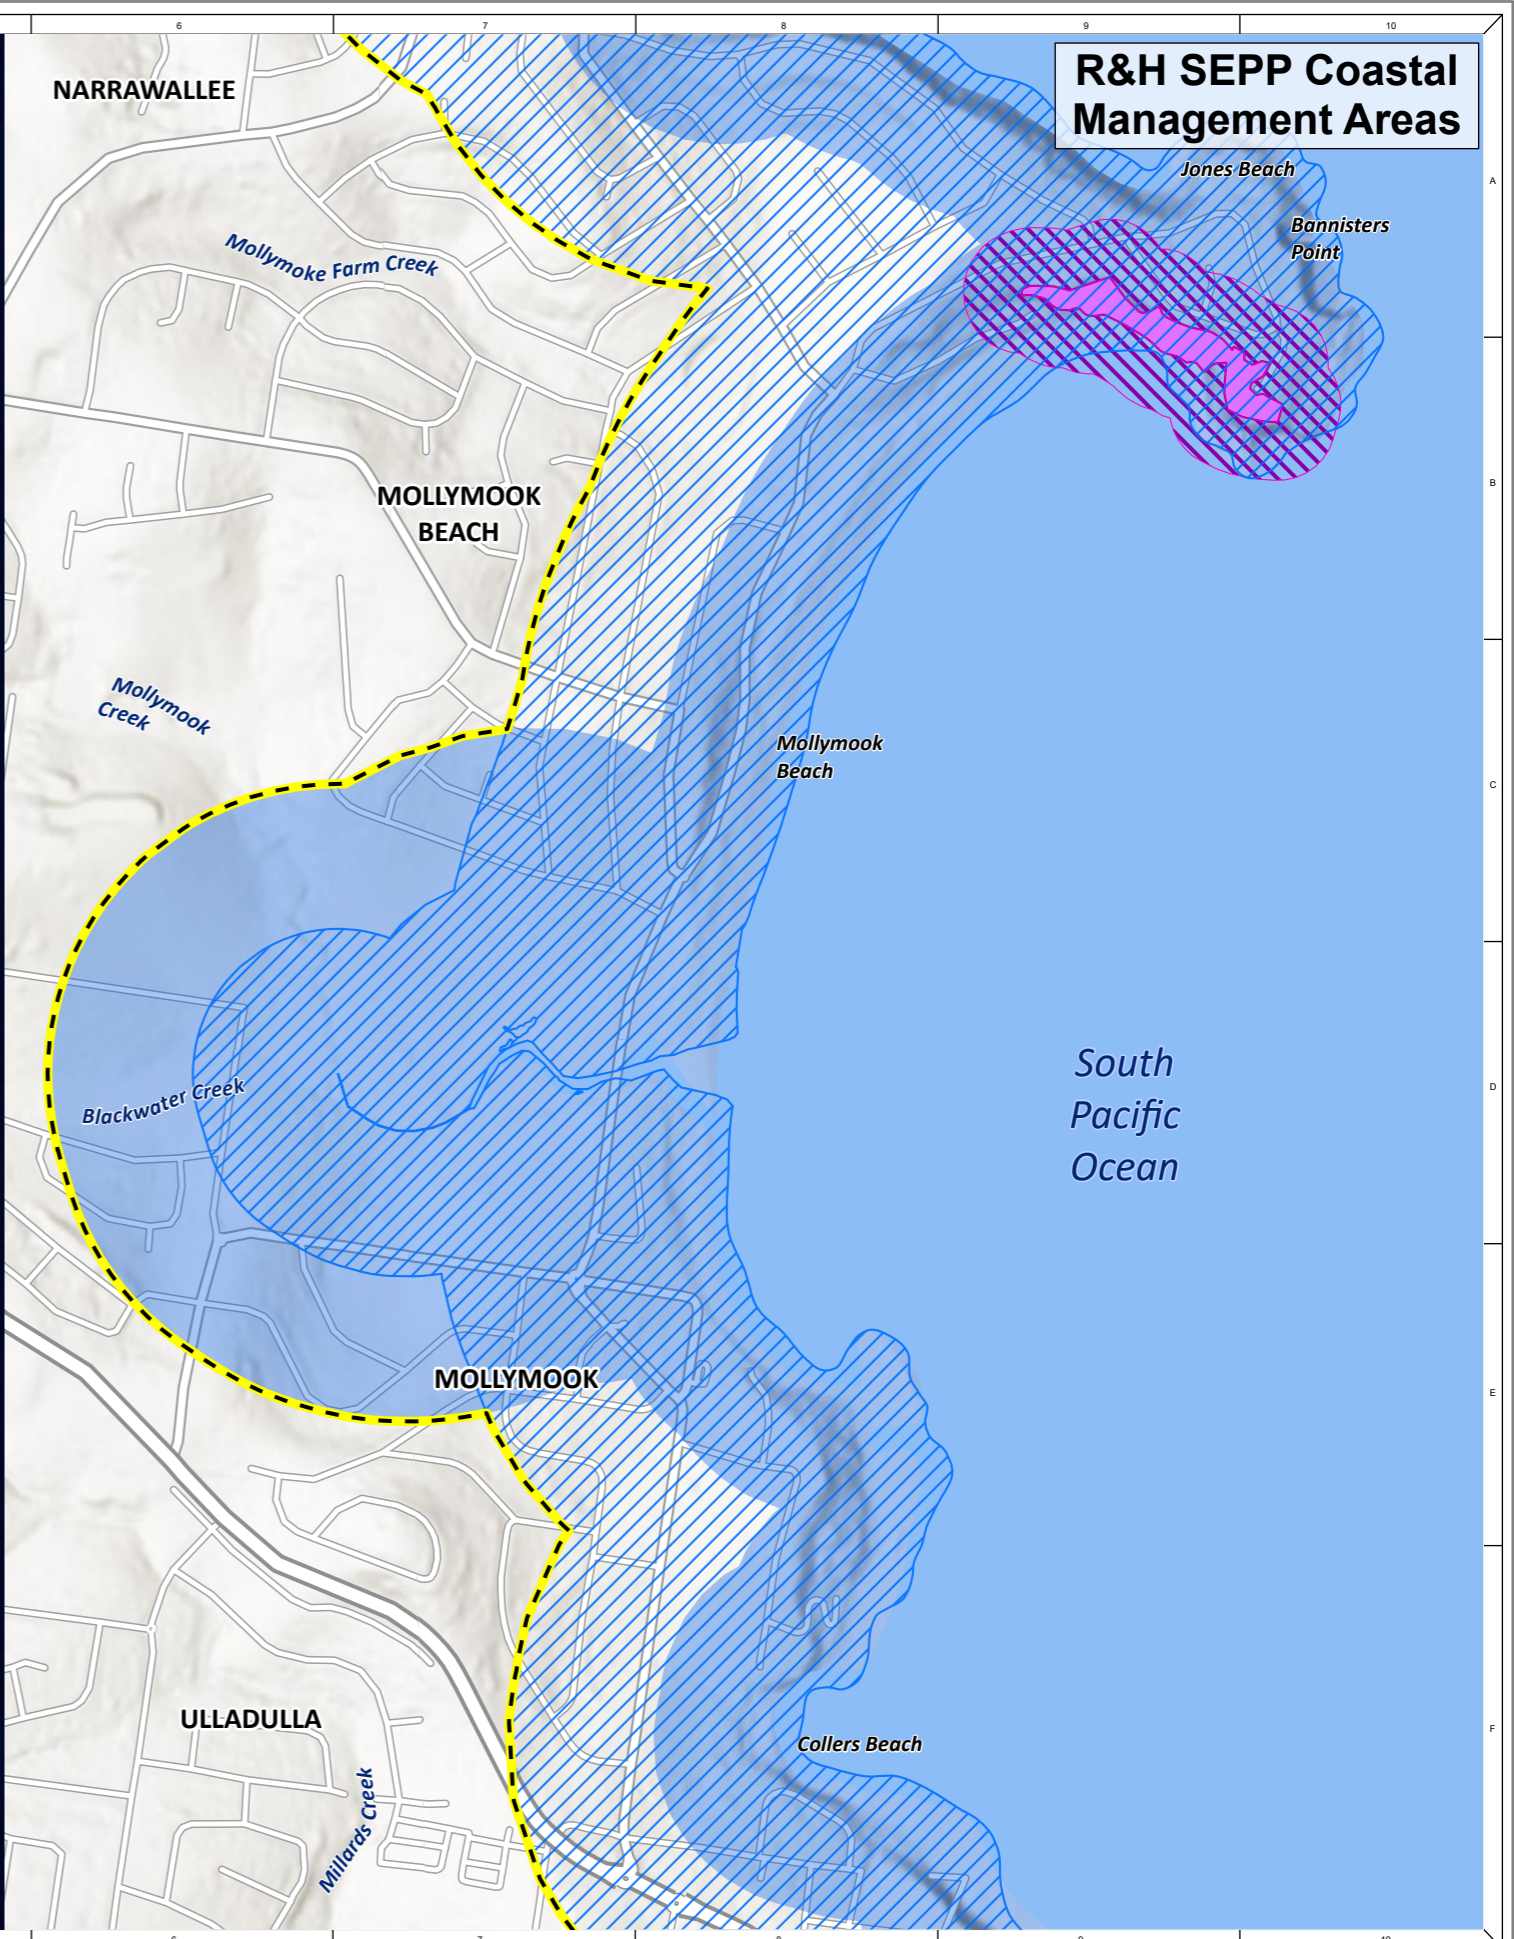 6 7 8 9 10
R&H SEPP Coastal
Management Areas
NARRAWALLEE
Jones Beach
A
Bannisters
Point
Mollymoke Farm Creek
B
MOLLYMOOK
BEACH
Mollymook
Creek
Mollymook
Beach
C
South
Pacific
Ocean
D
Blackwater Creek
MOLLYMOOK
E
ULLADULLA
F
Collers Beach
Millards Creek